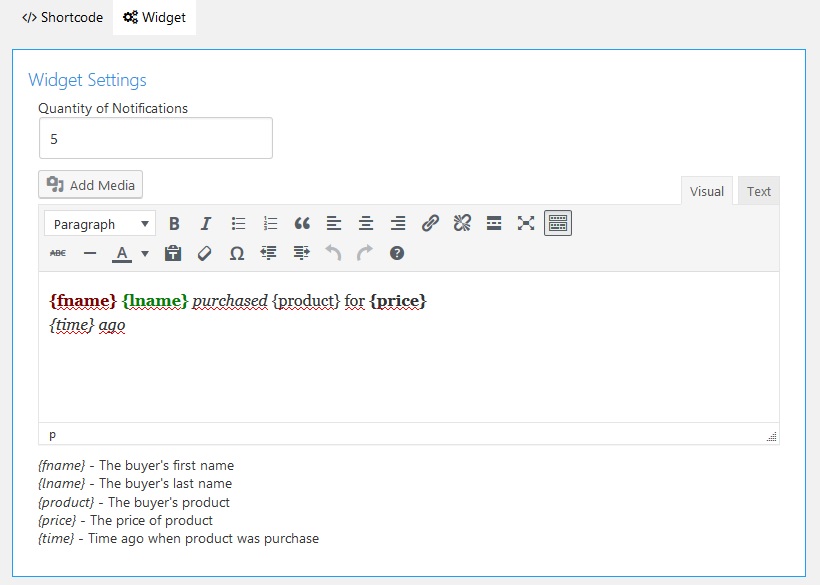 </> Shortcode Widget
Widget Settings
Quantity of Notifications
5
Add Media Visual Text
Paragraph B I
ABC A Ω ?
{fname} {lname} purchased {product} for {price}
{time} ago
p
{fname} - The buyer's first name
{lname} - The buyer's last name
{product} - The buyer's product
{price} - The price of product
{time} - Time ago when product was purchase